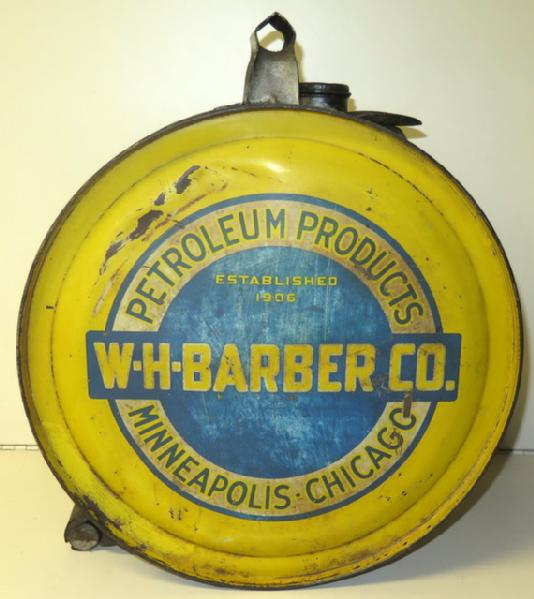 PETROLEUM PRODUCTS
ESTABLISHED
1906
W·H·BARBER CO.
MINNEAPOLIS·CHICAGO